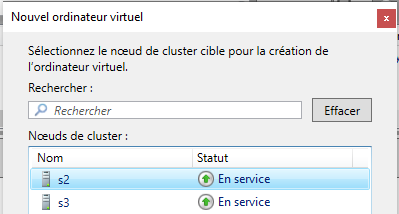 Nouvel ordinateur virtuel
x
Sélectionnez le nœud de cluster cible pour la création de
l'ordinateur virtuel.
Rechercher :
Rechercher
Effacer
Nœuds de cluster :
Nom Statut
s2 En service
s3 En service